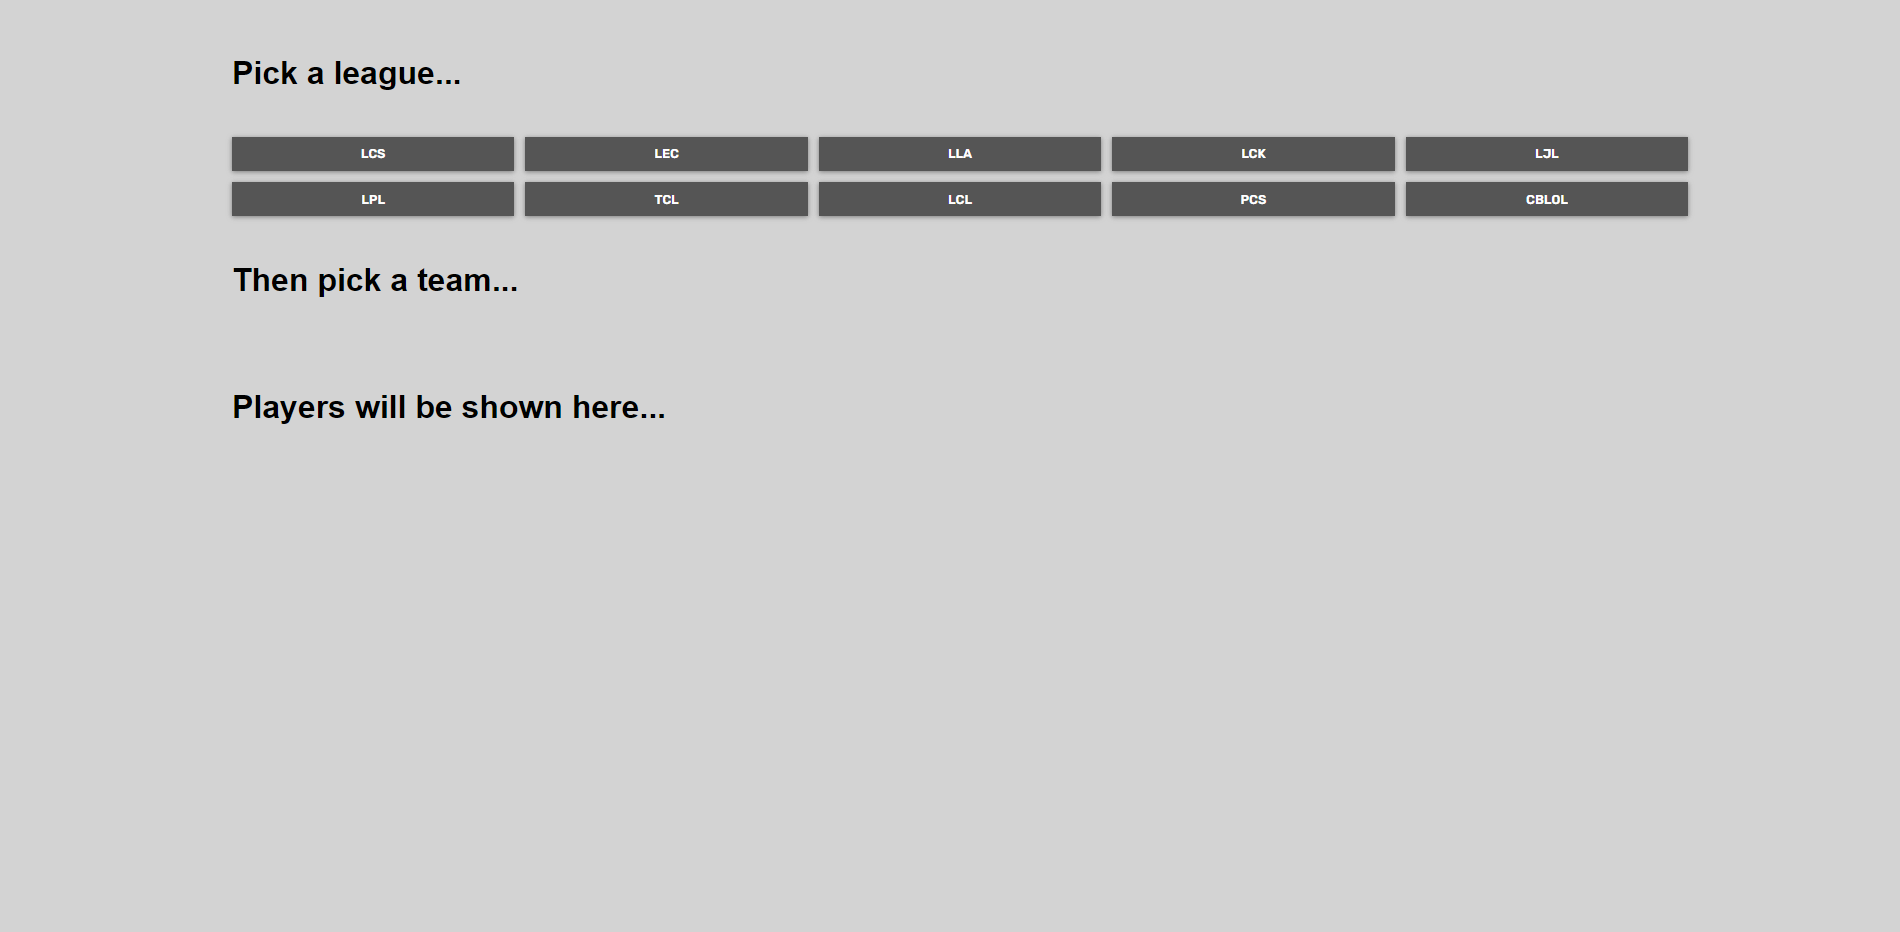 Pick a league...
LCS LEC LLA LCK LJL
LPL TCL LCL PCS CBLOL
Then pick a team...
Players will be shown here...